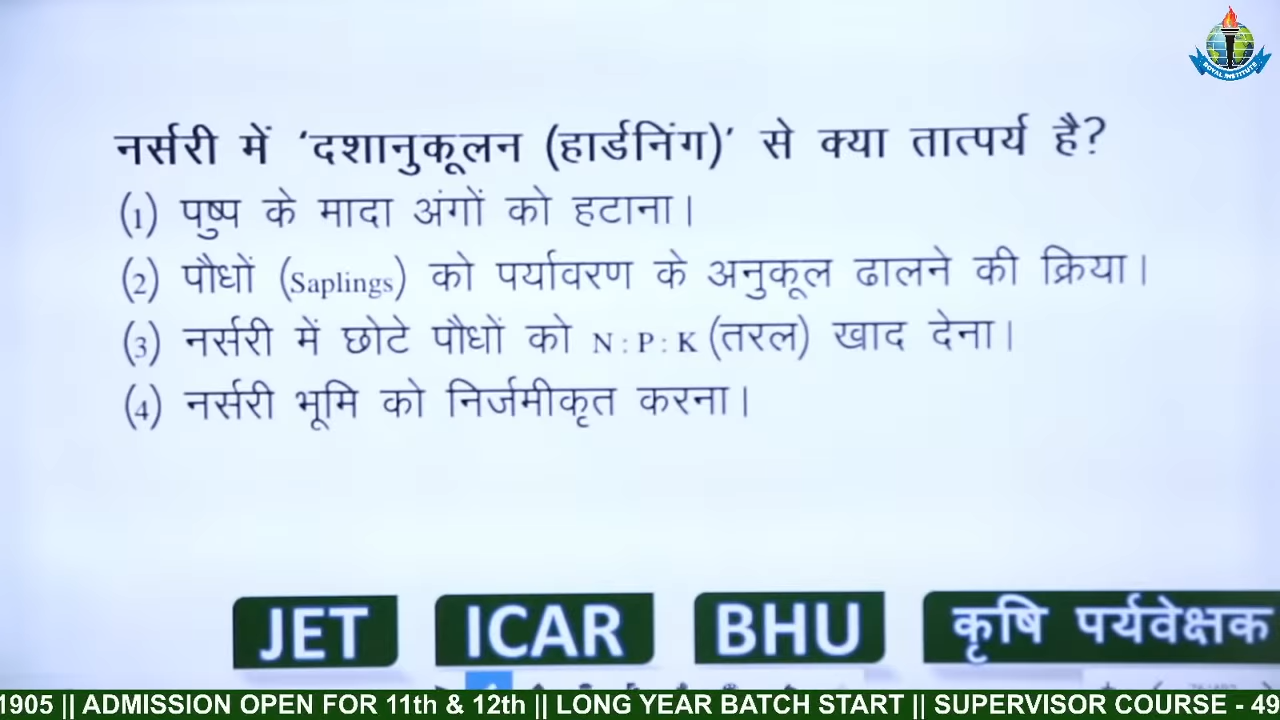 ROYAL INSTITUTE
नर्सरी में ‘दशानुकूलन (हार्डनिंग)’ से क्या तात्पर्य है?
(1) पुष्प के मादा अंगों को हटाना।
(2) पौधों (Saplings) को पर्यावरण के अनुकूल ढालने की क्रिया।
(3) नर्सरी में छोटे पौधों को N : P : K (तरल) खाद देना।
(4) नर्सरी भूमि को निर्जमीकृत करना।
JET ICAR BHU कृषि पर्यवेक्षक
1905 || ADMISSION OPEN FOR 11th & 12th || LONG YEAR BATCH START || SUPERVISOR COURSE - 49